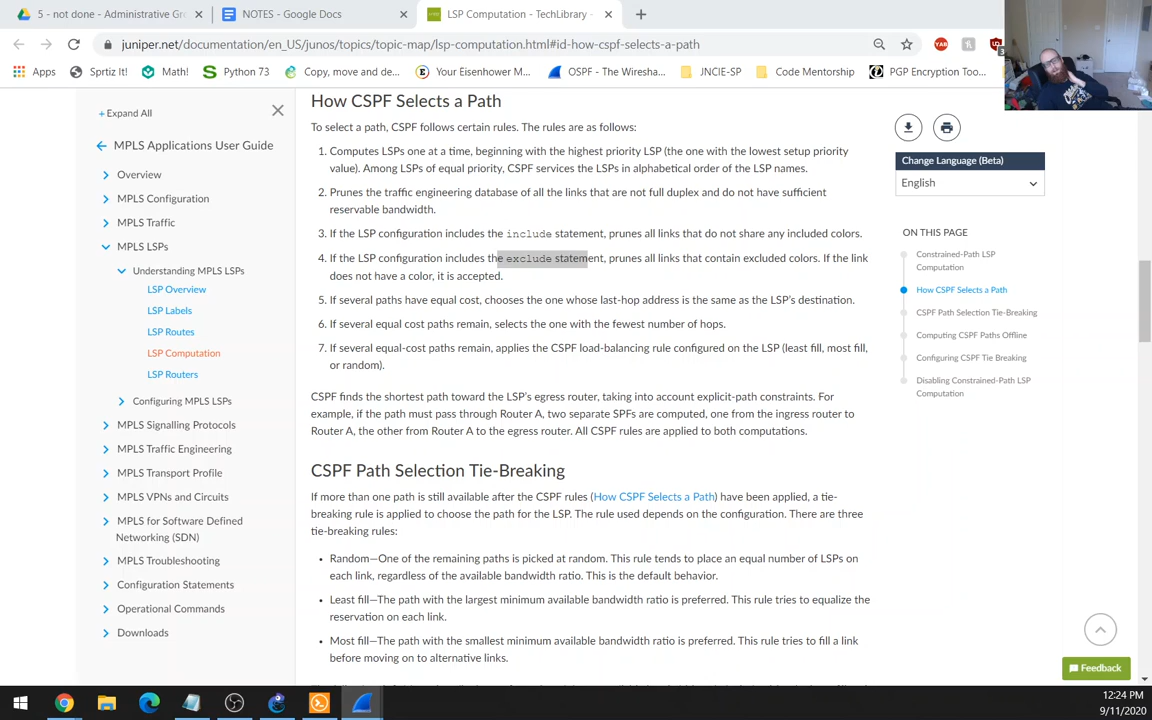 5 - not done - Administrative Gr
NOTES - Google Docs
LSP Computation - TechLibrary -
juniper.net/documentation/en_US/junos/topics/topic-map/lsp-computation.html#id-how-cspf-selects-a-path
Apps
Sprtiz It!
Math!
Python 73
Copy, move and de...
Your Eisenhower M...
OSPF - The Wiresha...
JNCIE-SP
Code Mentorship
PGP Encryption Too...
+ Expand All
MPLS Applications User Guide
Overview
MPLS Configuration
MPLS Traffic
MPLS LSPs
Understanding MPLS LSPs
LSP Overview
LSP Labels
LSP Routes
LSP Computation
LSP Routers
Configuring MPLS LSPs
MPLS Signalling Protocols
MPLS Traffic Engineering
MPLS Transport Profile
MPLS VPNs and Circuits
MPLS for Software Defined
Networking (SDN)
MPLS Troubleshooting
Configuration Statements
Operational Commands
Downloads
How CSPF Selects a Path
To select a path, CSPF follows certain rules. The rules are as follows:
1. Computes LSPs one at a time, beginning with the highest priority LSP (the one with the lowest setup priority
value). Among LSPs of equal priority, CSPF services the LSPs in alphabetical order of the LSP names.
2. Prunes the traffic engineering database of all the links that are not full duplex and do not have sufficient
reservable bandwidth.
3. If the LSP configuration includes the include statement, prunes all links that do not share any included colors.
4. If the LSP configuration includes the exclude statement, prunes all links that contain excluded colors. If the link
does not have a color, it is accepted.
5. If several paths have equal cost, chooses the one whose last-hop address is the same as the LSP's destination.
6. If several equal cost paths remain, selects the one with the fewest number of hops.
7. If several equal-cost paths remain, applies the CSPF load-balancing rule configured on the LSP (least fill, most fill,
or random).
CSPF finds the shortest path toward the LSP's egress router, taking into account explicit-path constraints. For
example, if the path must pass through Router A, two separate SPFs are computed, one from the ingress router to
Router A, the other from Router A to the egress router. All CSPF rules are applied to both computations.
CSPF Path Selection Tie-Breaking
If more than one path is still available after the CSPF rules (How CSPF Selects a Path) have been applied, a tie-
breaking rule is applied to choose the path for the LSP. The rule used depends on the configuration. There are three
tie-breaking rules:
• Random—One of the remaining paths is picked at random. This rule tends to place an equal number of LSPs on
each link, regardless of the available bandwidth ratio. This is the default behavior.
• Least fill—The path with the largest minimum available bandwidth ratio is preferred. This rule tries to equalize the
reservation on each link.
• Most fill—The path with the smallest minimum available bandwidth ratio is preferred. This rule tries to fill a link
before moving on to alternative links.
Change Language (Beta)
English
ON THIS PAGE
Constrained-Path LSP
Computation
How CSPF Selects a Path
CSPF Path Selection Tie-Breaking
Computing CSPF Paths Offline
Configuring CSPF Tie Breaking
Disabling Constrained-Path LSP
Computation
Feedback
12:24 PM
9/11/2020